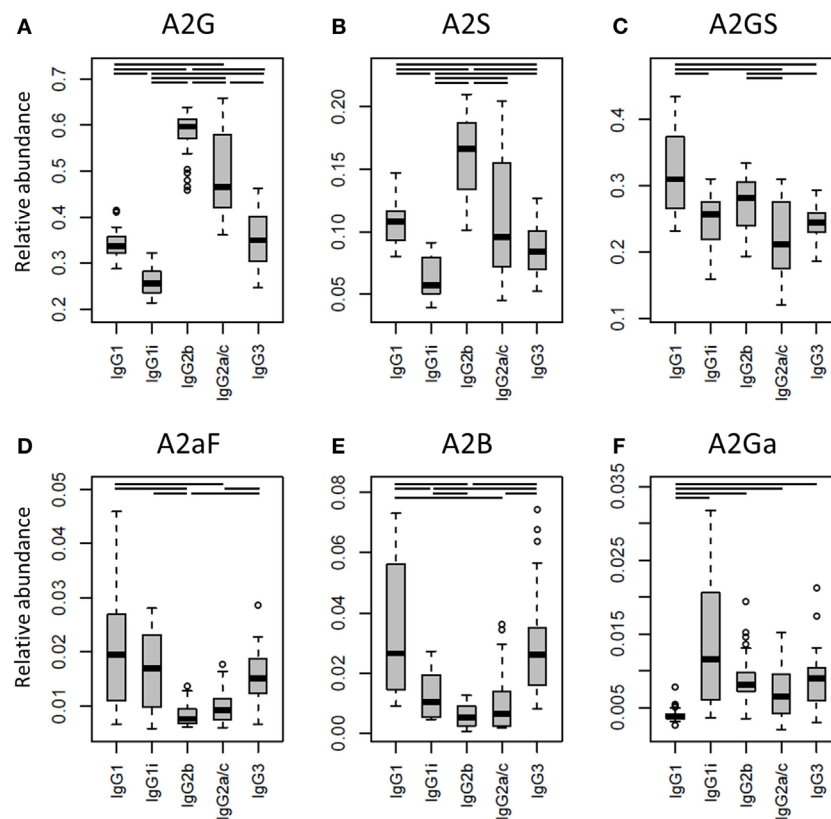 A A2G
Relative abundance
0.7
0.6
0.5
0.4
0.3
0.2
IgG1 IgG1i IgG2b IgG2a/c IgG3
B A2S
0.20
0.15
0.10
0.05
IgG1 IgG1i IgG2b IgG2a/c IgG3
C A2GS
0.4
0.3
0.2
0.1
IgG1 IgG1i IgG2b IgG2a/c IgG3
D A2aF
Relative abundance
0.05
0.04
0.03
0.02
0.01
IgG1 IgG1i IgG2b IgG2a/c IgG3
E A2B
0.08
0.06
0.04
0.02
0.00
IgG1 IgG1i IgG2b IgG2a/c IgG3
F A2Ga
0.035
0.025
0.015
0.005
IgG1 IgG1i IgG2b IgG2a/c IgG3